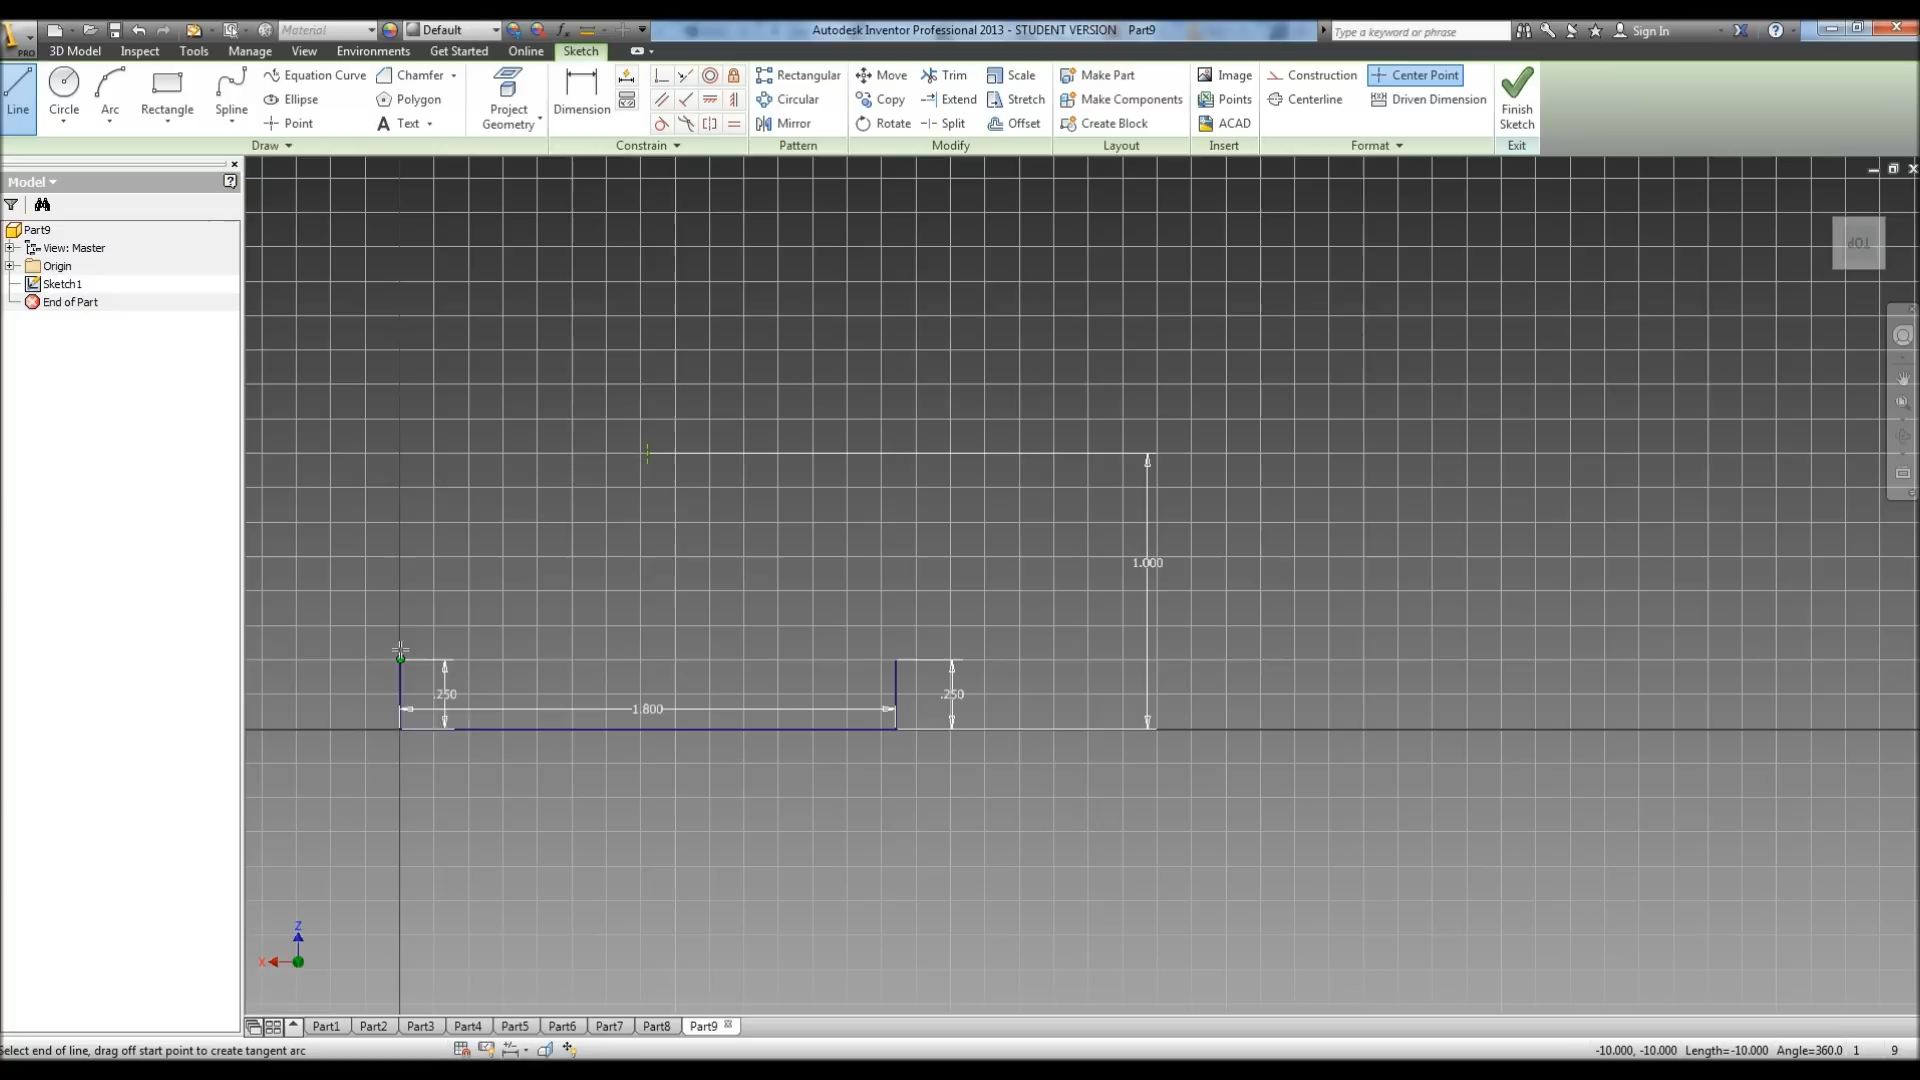 Material
Default
Autodesk Inventor Professional 2013 - STUDENT VERSION Part9
Type a keyword or phrase
Sign In
PRO
3D Model
Inspect
Tools
Manage
View
Environments
Get Started
Online
Sketch
Line
Circle
Arc
Rectangle
Spline
Equation Curve
Ellipse
Point
Chamfer
Polygon
Text
Project Geometry
Dimension
Rectangular
Circular
Mirror
Move
Copy
Rotate
Trim
Extend
Split
Scale
Stretch
Offset
Make Part
Make Components
Create Block
Image
Points
ACAD
Construction
Centerline
Center Point
Driven Dimension
Finish Sketch
Draw
Constrain
Pattern
Modify
Layout
Insert
Format
Exit
Model
Part9
View: Master
Origin
Sketch1
End of Part
TOP
1.000
.250
1.800
.250
Z
X
Part1
Part2
Part3
Part4
Part5
Part6
Part7
Part8
Part9
Select end of line, drag off start point to create tangent arc
-10.000, -10.000 Length=-10.000 Angle=360.0 1 9